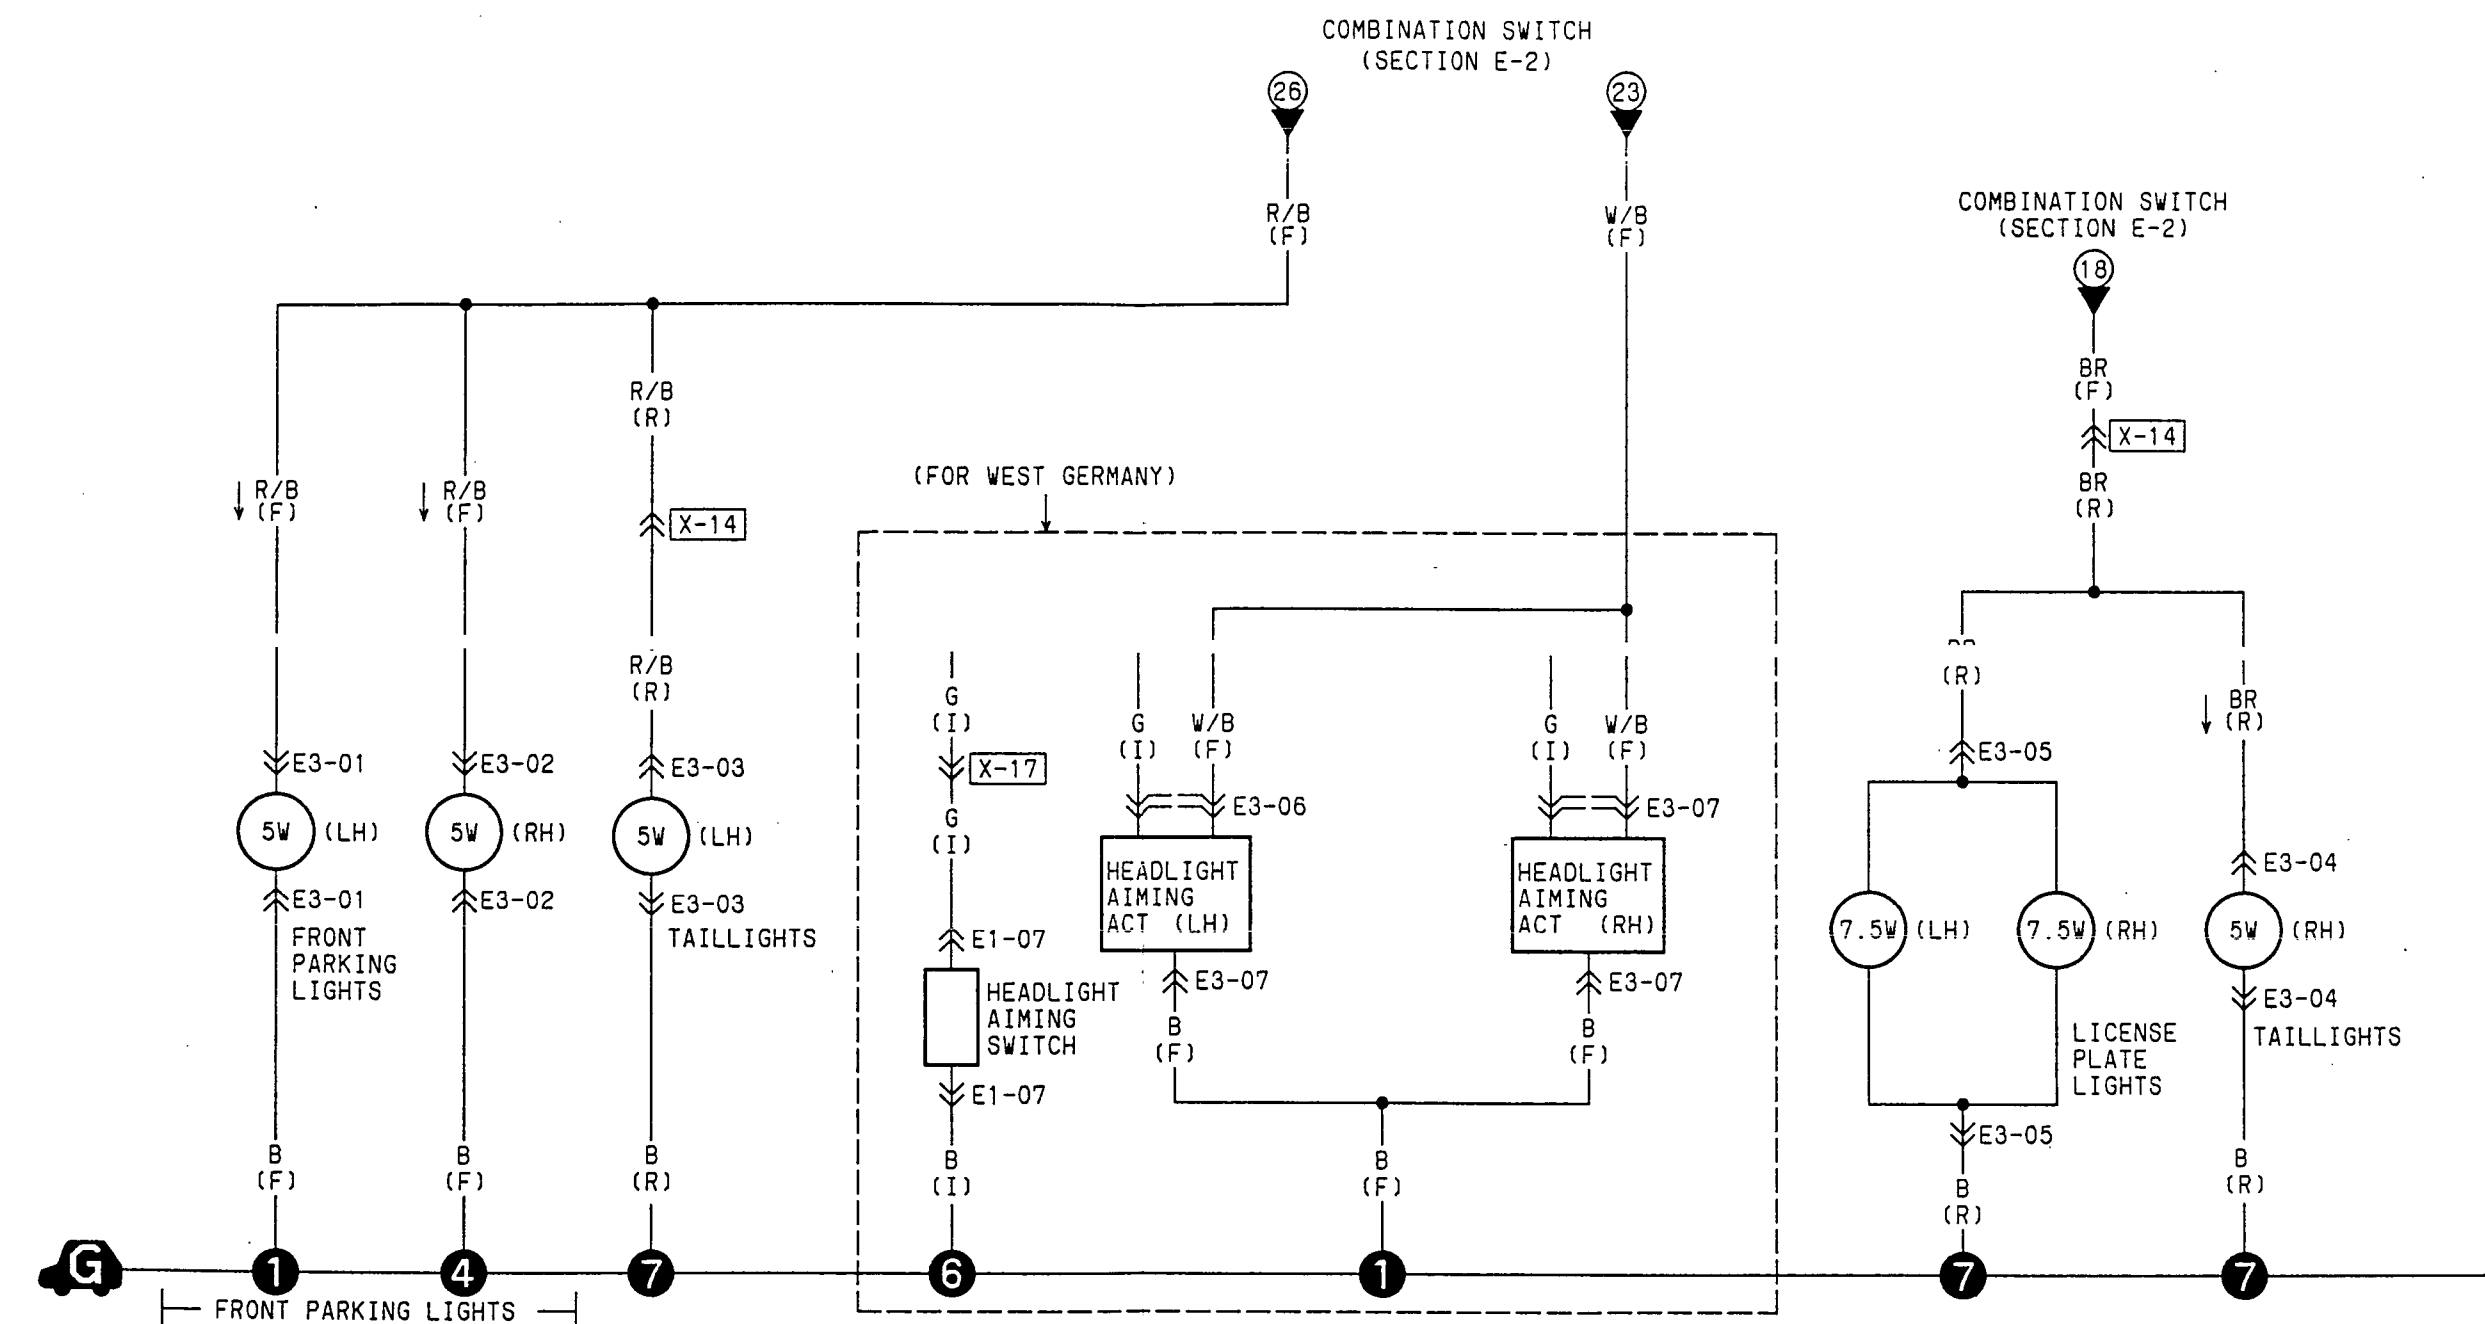 COMBINATION SWITCH
(SECTION E-2)
26
23
R/B
(F)
W/B
(F)
COMBINATION SWITCH
(SECTION E-2)
18
BR
(F)
X-14
BR
(R)
R/B
(R)
X-14
R/B
(F)
R/B
(F)
R/B
(R)
E3-01
E3-02
E3-03
5W (LH)
5W (RH)
5W (LH)
E3-01
E3-02
E3-03
FRONT
PARKING
LIGHTS
TAILLIGHTS
B
(F)
B
(F)
B
(R)
(FOR WEST GERMANY)
G
(I)
X-17
G
(I)
E1-07
HEADLIGHT
AIMING
SWITCH
E1-07
B
(I)
G
(I)
W/B
(F)
E3-06
HEADLIGHT
AIMING
ACT (LH)
E3-07
B
(F)
G
(I)
W/B
(F)
E3-07
HEADLIGHT
AIMING
ACT (RH)
E3-07
B
(F)
B
(F)
(R)
E3-05
7.5W (LH)
7.5W (RH)
LICENSE
PLATE
LIGHTS
E3-05
B
(R)
BR
(R)
E3-04
5W (RH)
E3-04
TAILLIGHTS
B
(R)
G
1
4
7
6
1
7
7
FRONT PARKING LIGHTS